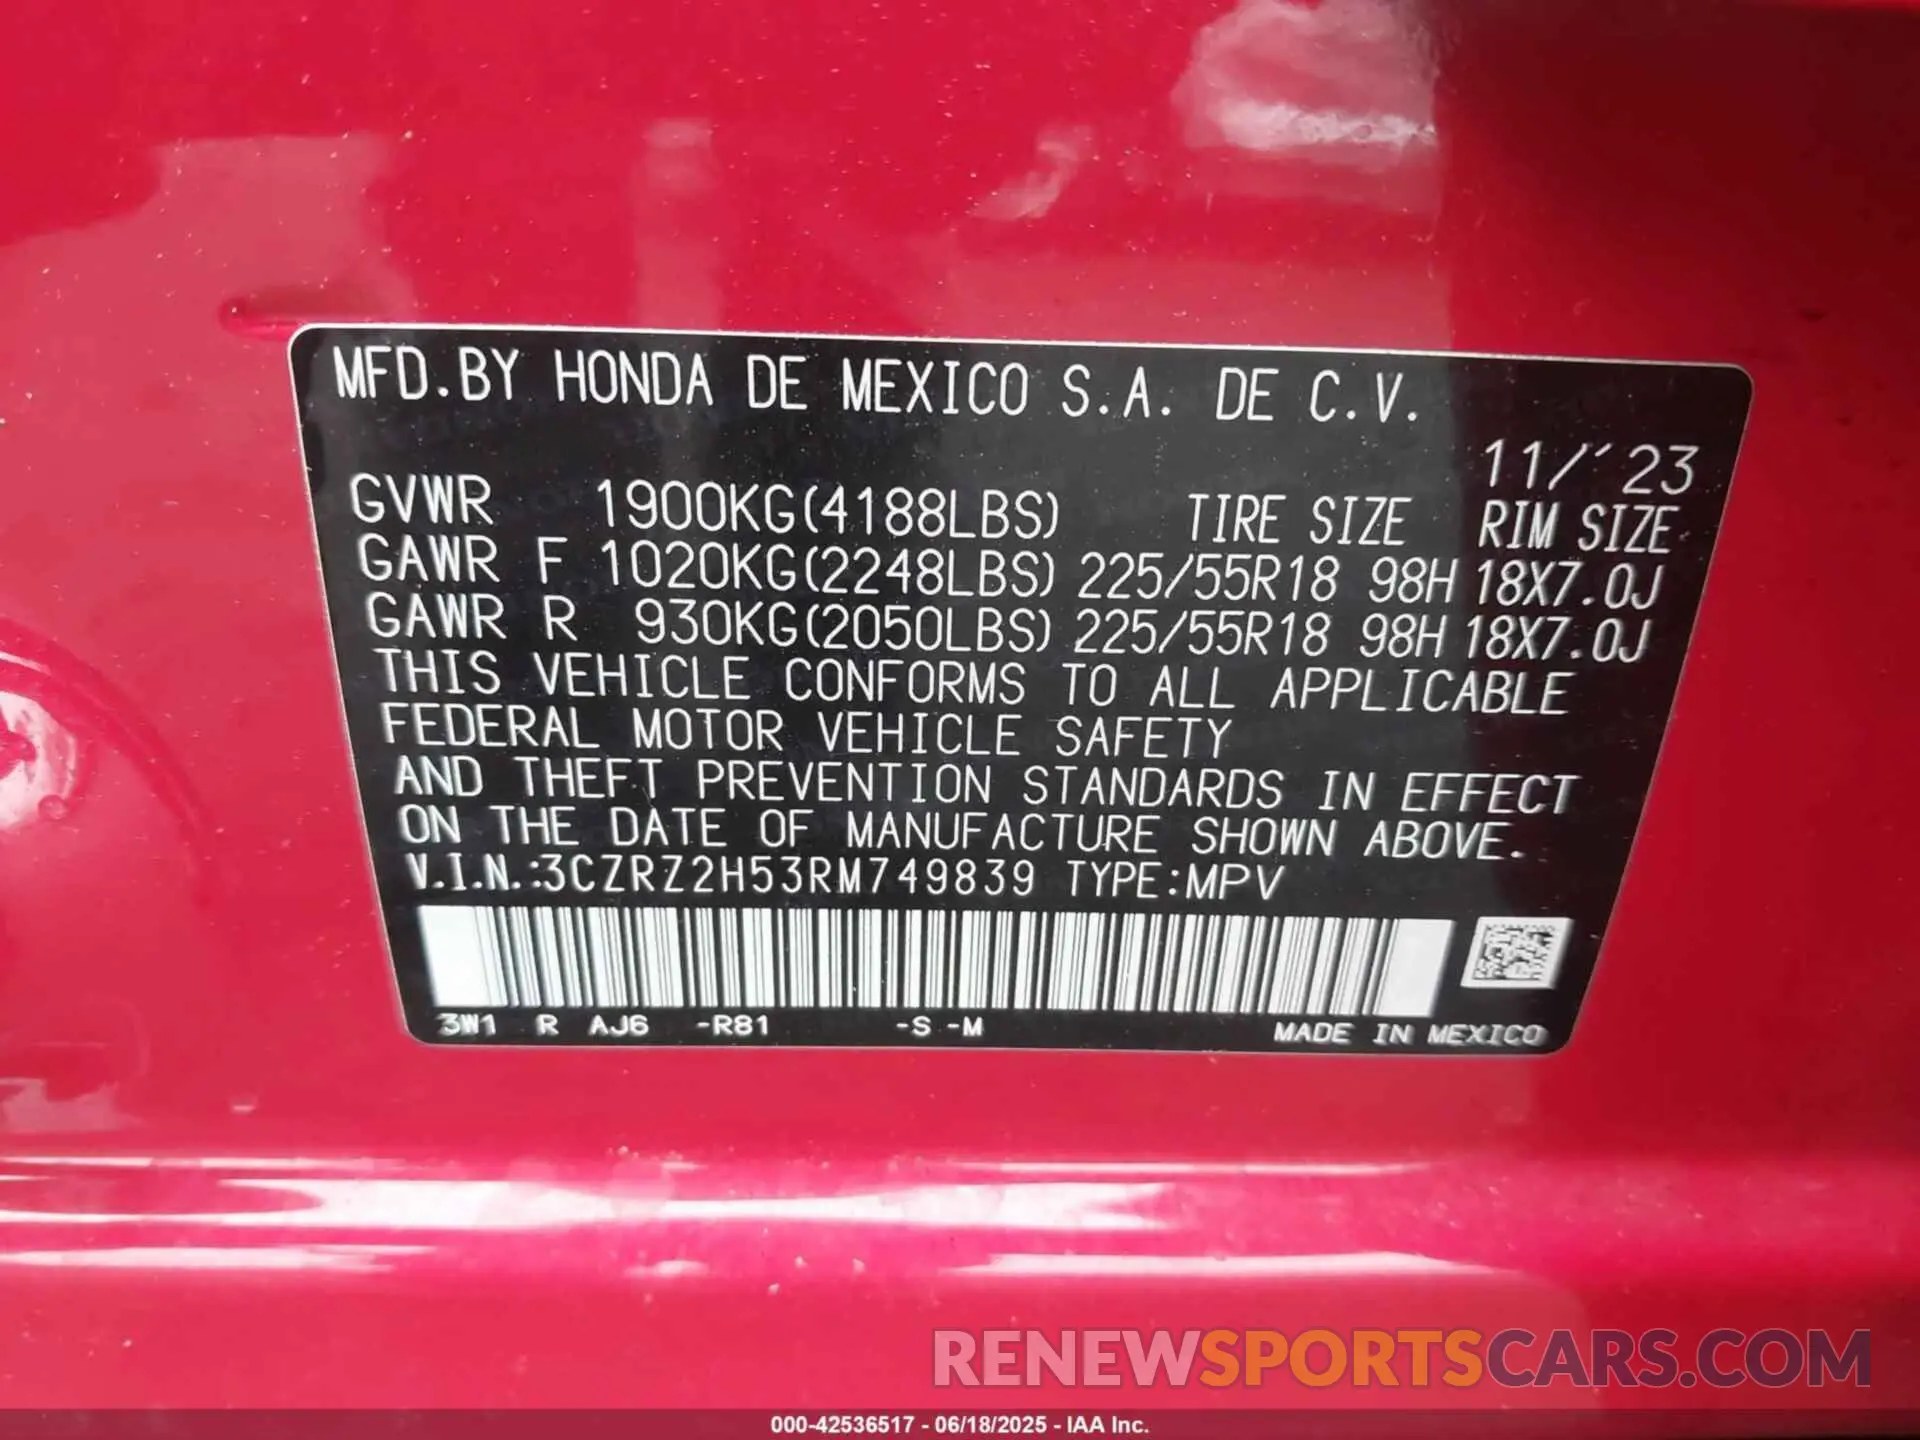 MFD.BY HONDA DE MEXICO S.A. DE C.V.
11/´23
GVWR 1900KG(4188LBS) TIRE SIZE RIM SIZE
GAWR F 1020KG(2248LBS) 225/55R18 98H 18X7.0J
GAWR R 930KG(2050LBS) 225/55R18 98H 18X7.0J
THIS VEHICLE CONFORMS TO ALL APPLICABLE
FEDERAL MOTOR VEHICLE SAFETY
AND THEFT PREVENTION STANDARDS IN EFFECT
ON THE DATE OF MANUFACTURE SHOWN ABOVE.
V.I.N.:3CZRZ2H53RM749839 TYPE:MPV
3W1 R AJ6 -R81 -S -M MADE IN MEXICO
RENEWSPORTSCARS.COM
000-42536517 - 06/18/2025 - IAA Inc.